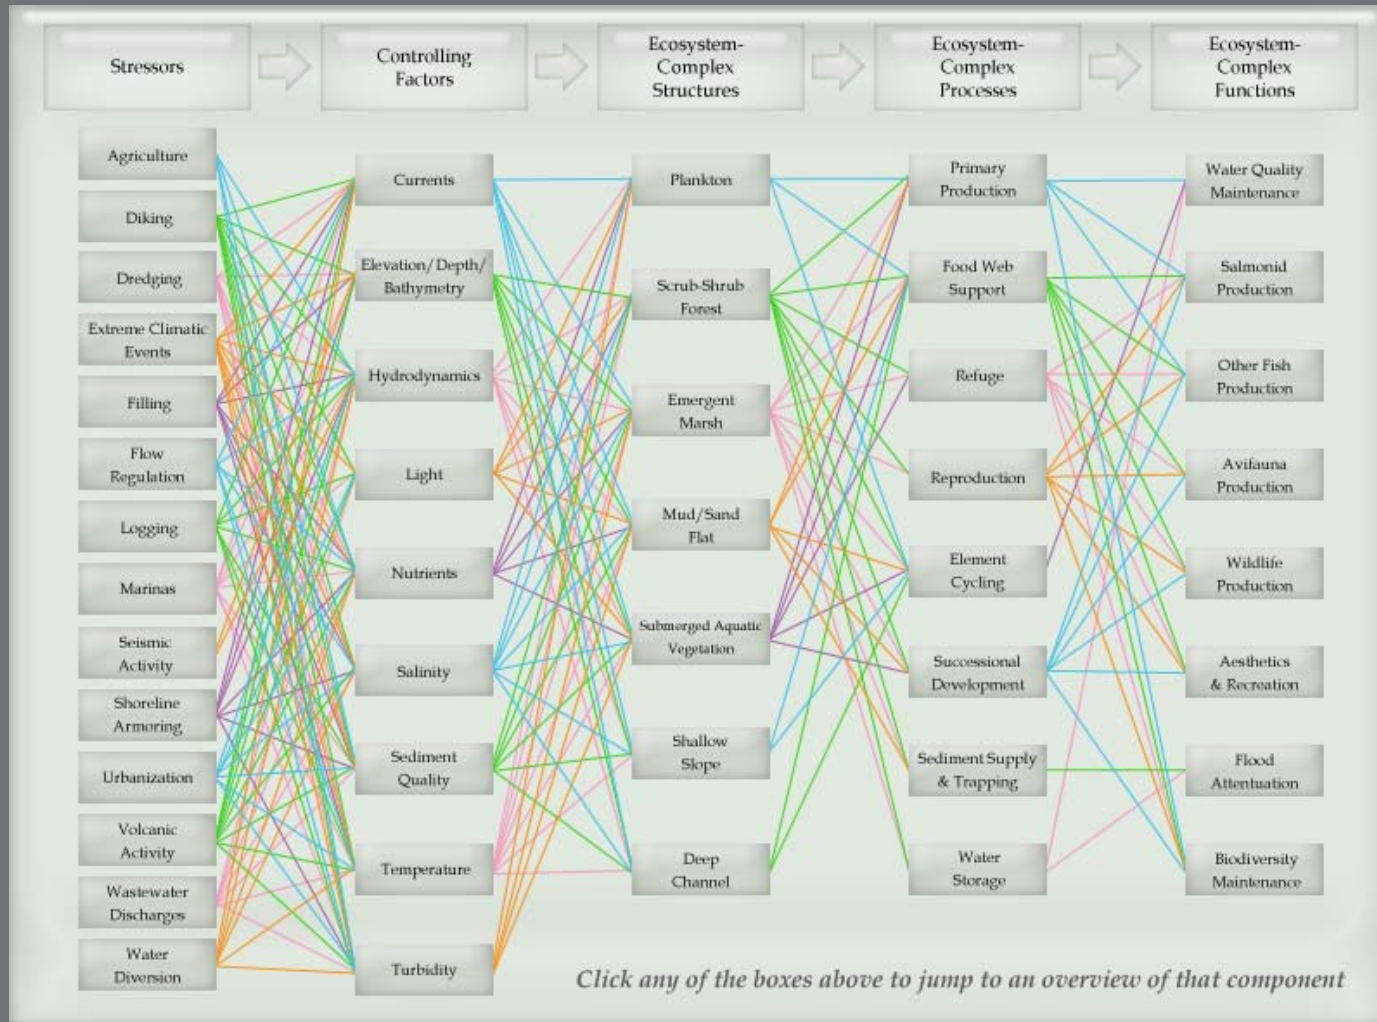 Stressors
Controlling
Factors
Ecosystem-
Complex
Structures
Ecosystem-
Complex
Processes
Ecosystem-
Complex
Functions
Agriculture
Diking
Dredging
Extreme Climatic
Events
Filling
Flow
Regulation
Logging
Marinas
Seismic
Activity
Shoreline
Armoring
Urbanization
Volcanic
Activity
Wastewater
Discharges
Water
Diversion
Currents
Elevation/Depth/
Bathymetry
Hydrodynamics
Light
Nutrients
Salinity
Sediment
Quality
Temperature
Turbidity
Plankton
Scrub-Shrub
Forest
Emergent
Marsh
Mud/Sand
Flat
Submerged Aquatic
Vegetation
Shallow
Slope
Deep
Channel
Primary
Production
Food Web
Support
Refuge
Reproduction
Element
Cycling
Successional
Development
Sediment Supply
& Trapping
Water
Storage
Water Quality
Maintenance
Salmonid
Production
Other Fish
Production
Avifauna
Production
Wildlife
Production
Aesthetics
& Recreation
Flood
Attentuation
Biodiversity
Maintenance
Click any of the boxes above to jump to an overview of that component